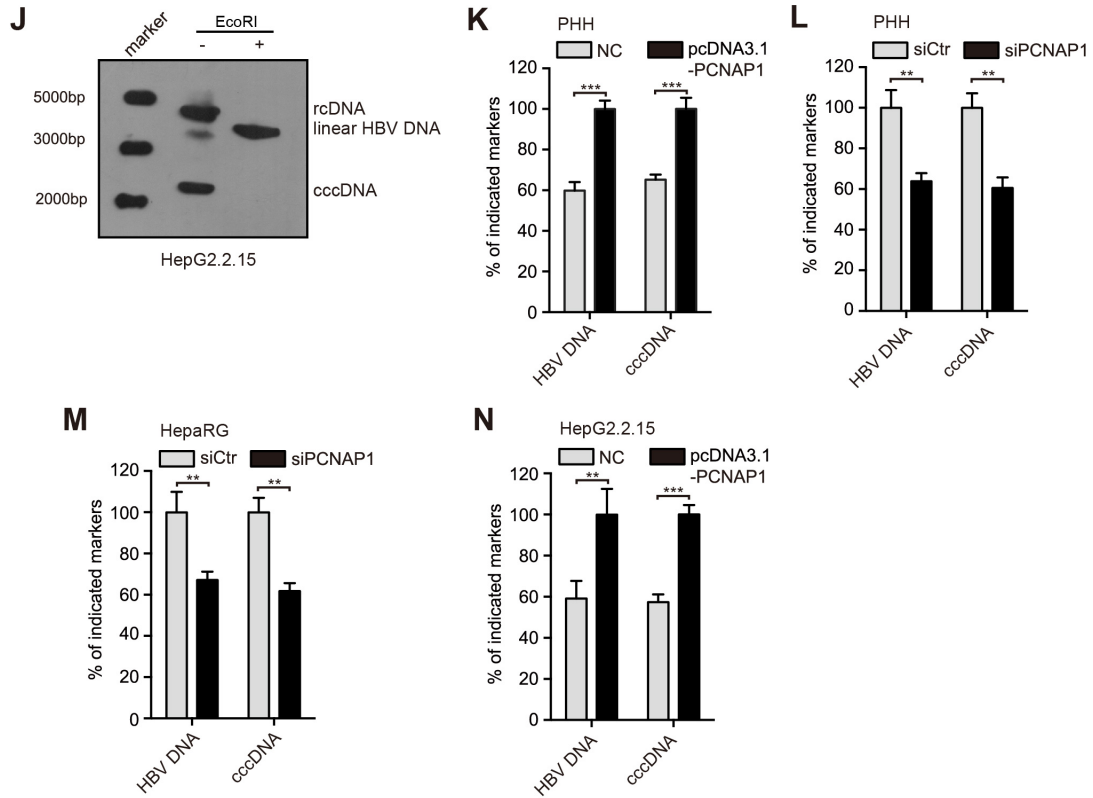 J
marker
EcoRI
- +
5000bp
3000bp
2000bp
rcDNA
linear HBV DNA
cccDNA
HepG2.2.15
K
PHH
NC
pcDNA3.1
-PCNAP1
% of indicated markers
120
100
80
60
40
20
0
***
***
HBV DNA
cccDNA
L
PHH
siCtr
siPCNAP1
% of indicated markers
120
100
80
60
40
20
0
**
**
HBV DNA
cccDNA
M
HepaRG
siCtr
siPCNAP1
% of indicated markers
120
100
80
60
40
20
0
**
**
HBV DNA
cccDNA
N
HepG2.2.15
NC
pcDNA3.1
-PCNAP1
% of indicated markers
120
100
80
60
40
20
0
**
***
HBV DNA
cccDNA